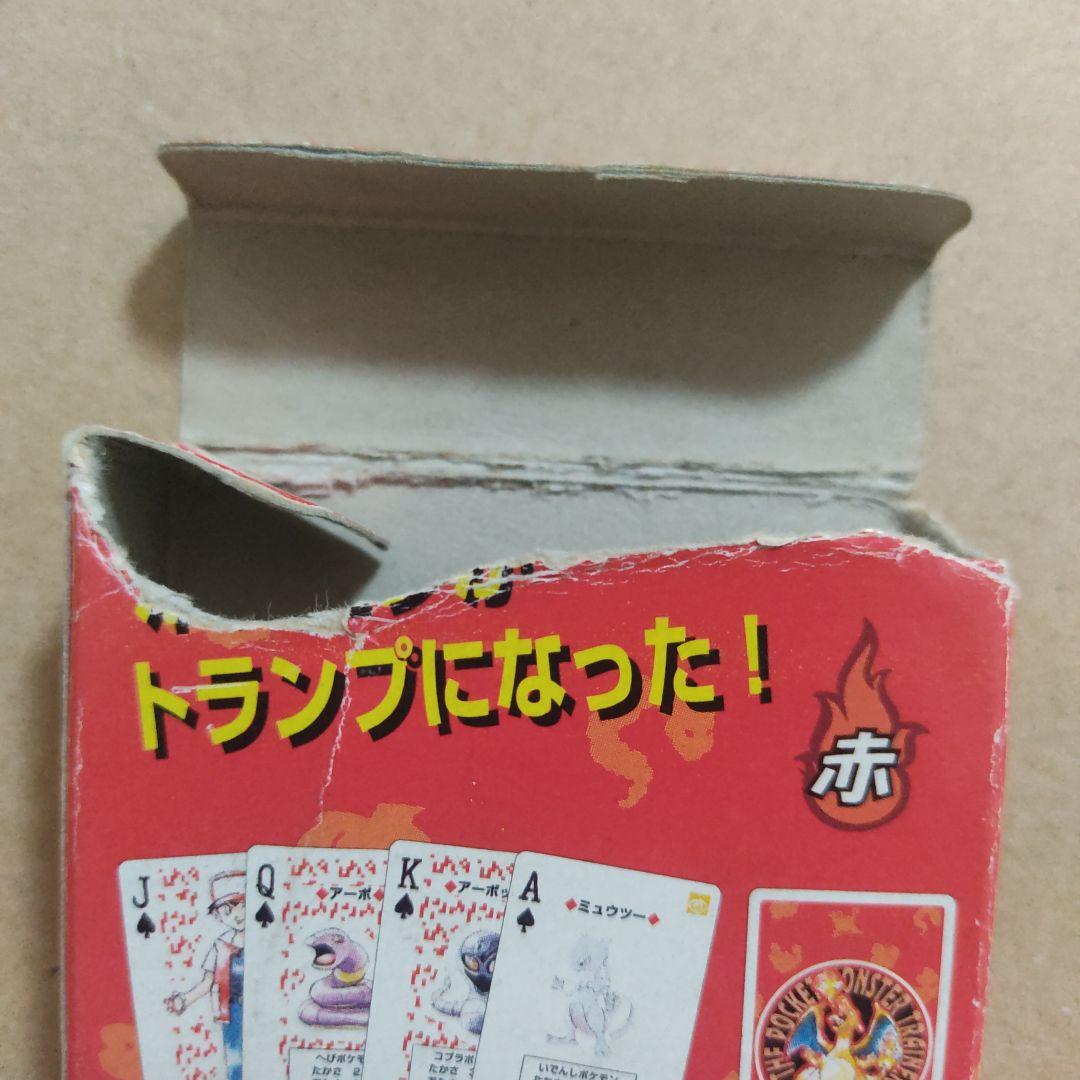 トランプになった!
赤
J
Q
◆アーボ
K
◆アーボッ
A
◆ミュウツー◆
へびポケモ
たかさ 2
コブラポ
たかさ
いでんしポケモン
THE POCKET MONSTER TRAINING